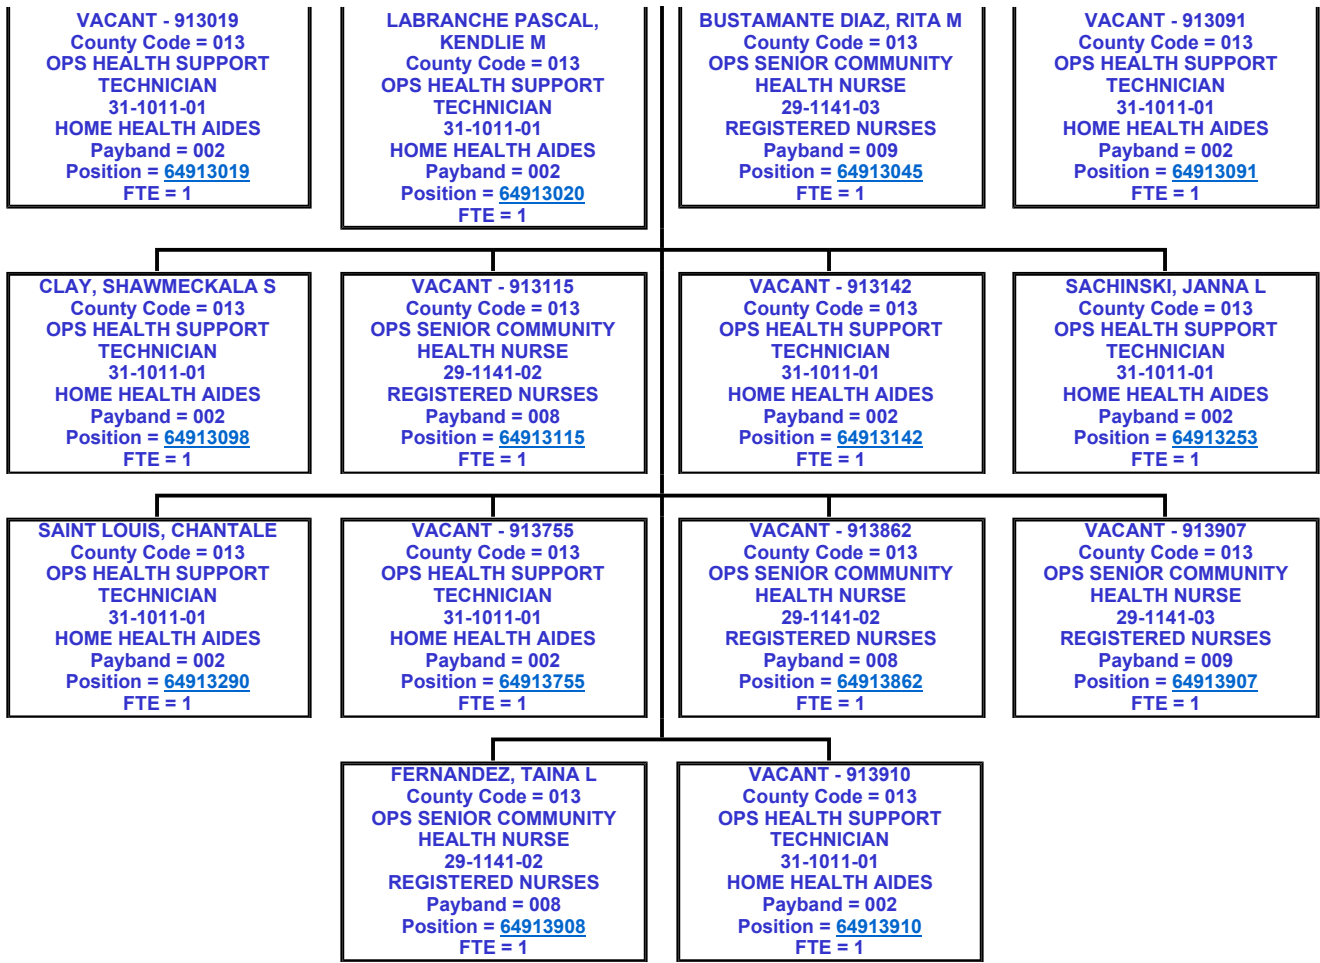 VACANT - 913019
County Code = 013
OPS HEALTH SUPPORT
TECHNICIAN
31-1011-01
HOME HEALTH AIDES
Payband = 002
Position = 64913019
FTE = 1
LABRANCHE PASCAL,
KENDLIE M
County Code = 013
OPS HEALTH SUPPORT
TECHNICIAN
31-1011-01
HOME HEALTH AIDES
Payband = 002
Position = 64913020
FTE = 1
BUSTAMANTE DIAZ, RITA M
County Code = 013
OPS SENIOR COMMUNITY
HEALTH NURSE
29-1141-03
REGISTERED NURSES
Payband = 009
Position = 64913045
FTE = 1
VACANT - 913091
County Code = 013
OPS HEALTH SUPPORT
TECHNICIAN
31-1011-01
HOME HEALTH AIDES
Payband = 002
Position = 64913091
FTE = 1
CLAY, SHAWMECKALA S
County Code = 013
OPS HEALTH SUPPORT
TECHNICIAN
31-1011-01
HOME HEALTH AIDES
Payband = 002
Position = 64913098
FTE = 1
VACANT - 913115
County Code = 013
OPS SENIOR COMMUNITY
HEALTH NURSE
29-1141-02
REGISTERED NURSES
Payband = 008
Position = 64913115
FTE = 1
VACANT - 913142
County Code = 013
OPS HEALTH SUPPORT
TECHNICIAN
31-1011-01
HOME HEALTH AIDES
Payband = 002
Position = 64913142
FTE = 1
SACHINSKI, JANNA L
County Code = 013
OPS HEALTH SUPPORT
TECHNICIAN
31-1011-01
HOME HEALTH AIDES
Payband = 002
Position = 64913253
FTE = 1
SAINT LOUIS, CHANTALE
County Code = 013
OPS HEALTH SUPPORT
TECHNICIAN
31-1011-01
HOME HEALTH AIDES
Payband = 002
Position = 64913290
FTE = 1
VACANT - 913755
County Code = 013
OPS HEALTH SUPPORT
TECHNICIAN
31-1011-01
HOME HEALTH AIDES
Payband = 002
Position = 64913755
FTE = 1
VACANT - 913862
County Code = 013
OPS SENIOR COMMUNITY
HEALTH NURSE
29-1141-02
REGISTERED NURSES
Payband = 008
Position = 64913862
FTE = 1
VACANT - 913907
County Code = 013
OPS SENIOR COMMUNITY
HEALTH NURSE
29-1141-03
REGISTERED NURSES
Payband = 009
Position = 64913907
FTE = 1
FERNANDEZ, TAINA L
County Code = 013
OPS SENIOR COMMUNITY
HEALTH NURSE
29-1141-02
REGISTERED NURSES
Payband = 008
Position = 64913908
FTE = 1
VACANT - 913910
County Code = 013
OPS HEALTH SUPPORT
TECHNICIAN
31-1011-01
HOME HEALTH AIDES
Payband = 002
Position = 64913910
FTE = 1